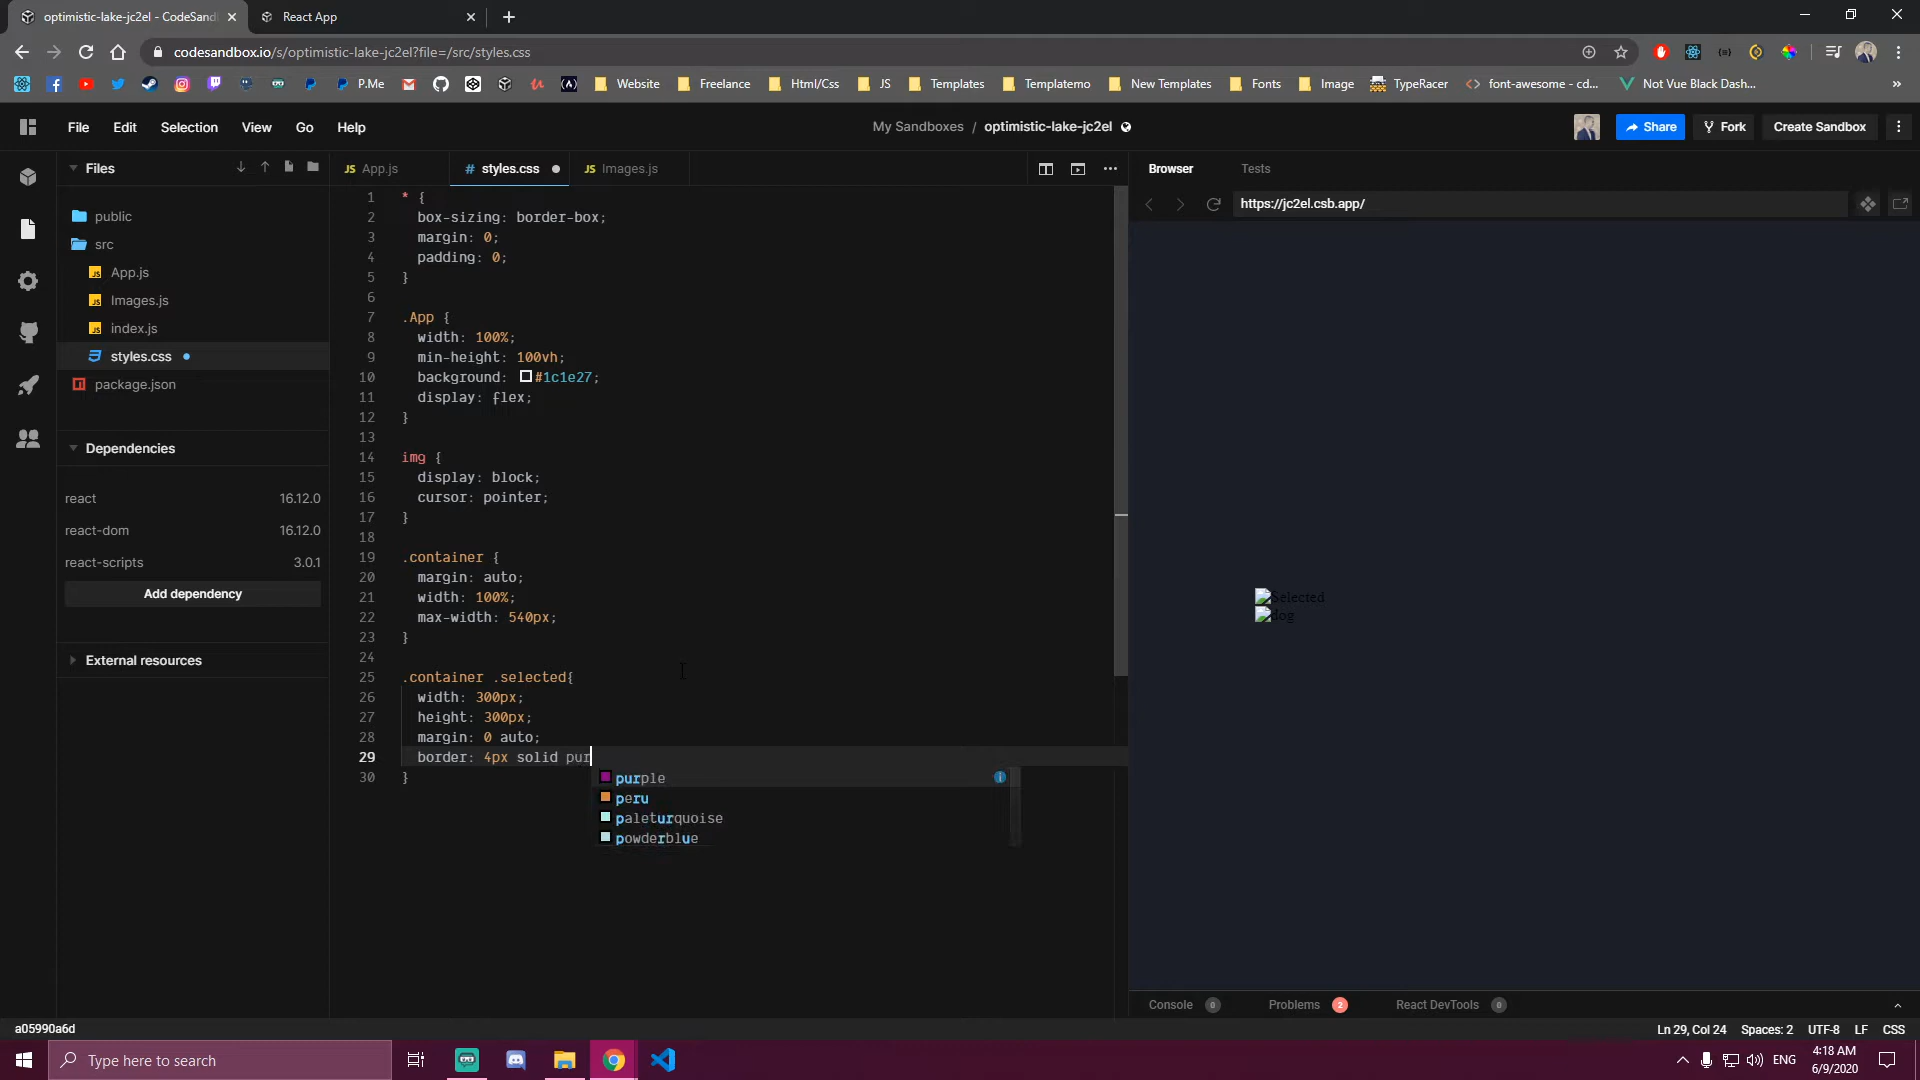 optimistic-lake-jc2el - CodeSand
React App
codesandbox.io/s/optimistic-lake-jc2el?file=/src/styles.css
P.Me
Website
Freelance
Html/Css
JS
Templates
Templatemo
New Templates
Fonts
Image
TypeRacer
font-awesome - cd...
Not Vue Black Dash...
File
Edit
Selection
View
Go
Help
My Sandboxes / optimistic-lake-jc2el
Share
Fork
Create Sandbox
Files
public
src
App.js
Images.js
index.js
styles.css
package.json
Dependencies
react 16.12.0
react-dom 16.12.0
react-scripts 3.0.1
Add dependency
External resources
JS App.js
# styles.css
JS Images.js
1 * {
2 box-sizing: border-box;
3 margin: 0;
4 padding: 0;
5 }
6
7 .App {
8 width: 100%;
9 min-height: 100vh;
10 background: #1c1e27;
11 display: flex;
12 }
13
14 img {
15 display: block;
16 cursor: pointer;
17 }
18
19 .container {
20 margin: auto;
21 width: 100%;
22 max-width: 540px;
23 }
24
25 .container .selected{
26 width: 300px;
27 height: 300px;
28 margin: 0 auto;
29 border: 4px solid pur
30 }
purple
peru
paleturquoise
powderblue
Browser
Tests
https://jc2el.csb.app/
Selected
dog
Console 0
Problems 2
React DevTools 0
a05990a6d
Ln 29, Col 24
Spaces: 2
UTF-8
LF
CSS
Type here to search
ENG
4:18 AM
6/9/2020